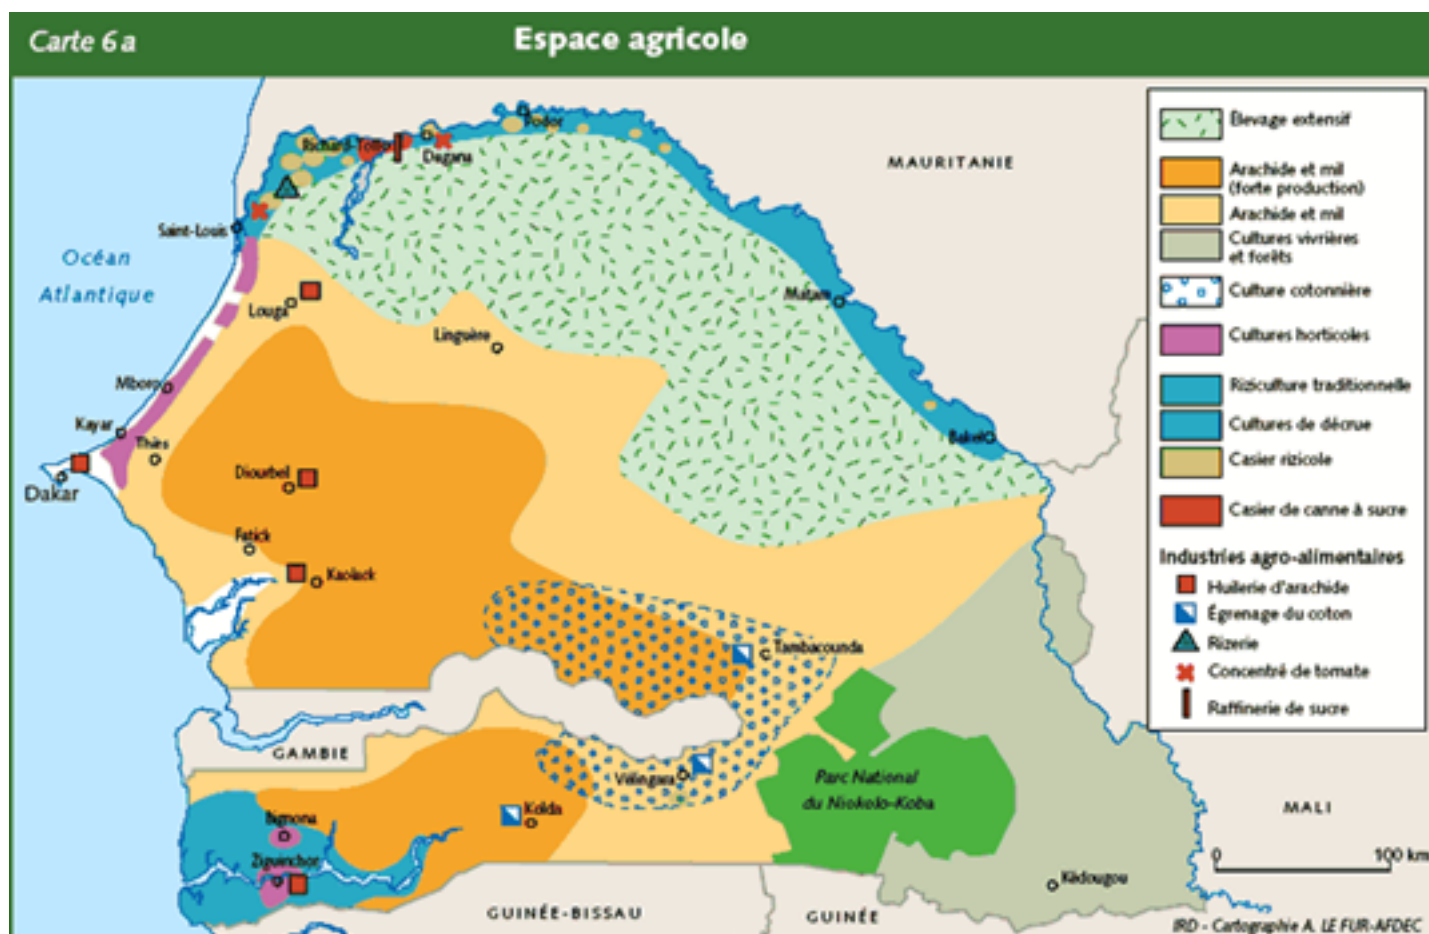 Carte 6 a
Espace agricole
Podor
Richard-Toll
Dagana
MAURITANIE
Saint-Louis
Océan
Atlantique
Matam
Louga
Linguère
Mboro
Kayar
Thiès
Bakel
Diourbel
Dakar
Fatick
Kaolack
Tambacounda
GAMBIE
Vélingara
Parc National
du Niokolo-Koba
Kolda
Bignona
Ziguinchor
MALI
Kédougou
GUINÉE-BISSAU
GUINÉE
0 100 km
IRD - Cartographie A. LE FUR-AFDEC
Élevage extensif
Arachide et mil
(forte production)
Arachide et mil
Cultures vivrières
et forêts
Culture cotonnière
Cultures horticoles
Riziculture traditionnelle
Cultures de décrue
Casier rizicole
Casier de canne à sucre
Industries agro-alimentaires
Huilerie d'arachide
Égrenage du coton
Rizerie
Concentré de tomate
Raffinerie de sucre